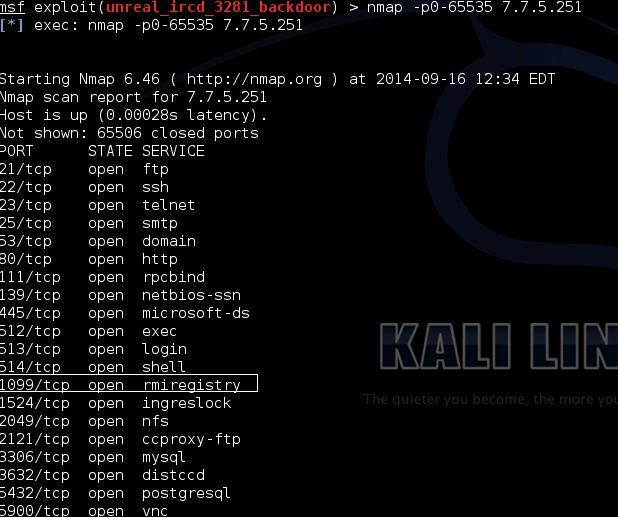 msf exploit(unreal_ircd_3281_backdoor) > nmap -p0-65535 7.7.5.251
[*] exec: nmap -p0-65535 7.7.5.251
Starting Nmap 6.46 ( http://nmap.org ) at 2014-09-16 12:34 EDT
Nmap scan report for 7.7.5.251
Host is up (0.00028s latency).
Not shown: 65506 closed ports
PORT STATE SERVICE
21/tcp open ftp
22/tcp open ssh
23/tcp open telnet
25/tcp open smtp
53/tcp open domain
80/tcp open http
111/tcp open rpcbind
139/tcp open netbios-ssn
445/tcp open microsoft-ds
512/tcp open exec
513/tcp open login
514/tcp open shell
1099/tcp open rmiregistry
1524/tcp open ingreslock
2049/tcp open nfs
2121/tcp open ccproxy-ftp
3306/tcp open mysql
3632/tcp open distccd
5432/tcp open postgresql
5900/tcp open vnc
KALI LIN
The quieter you become, the more you